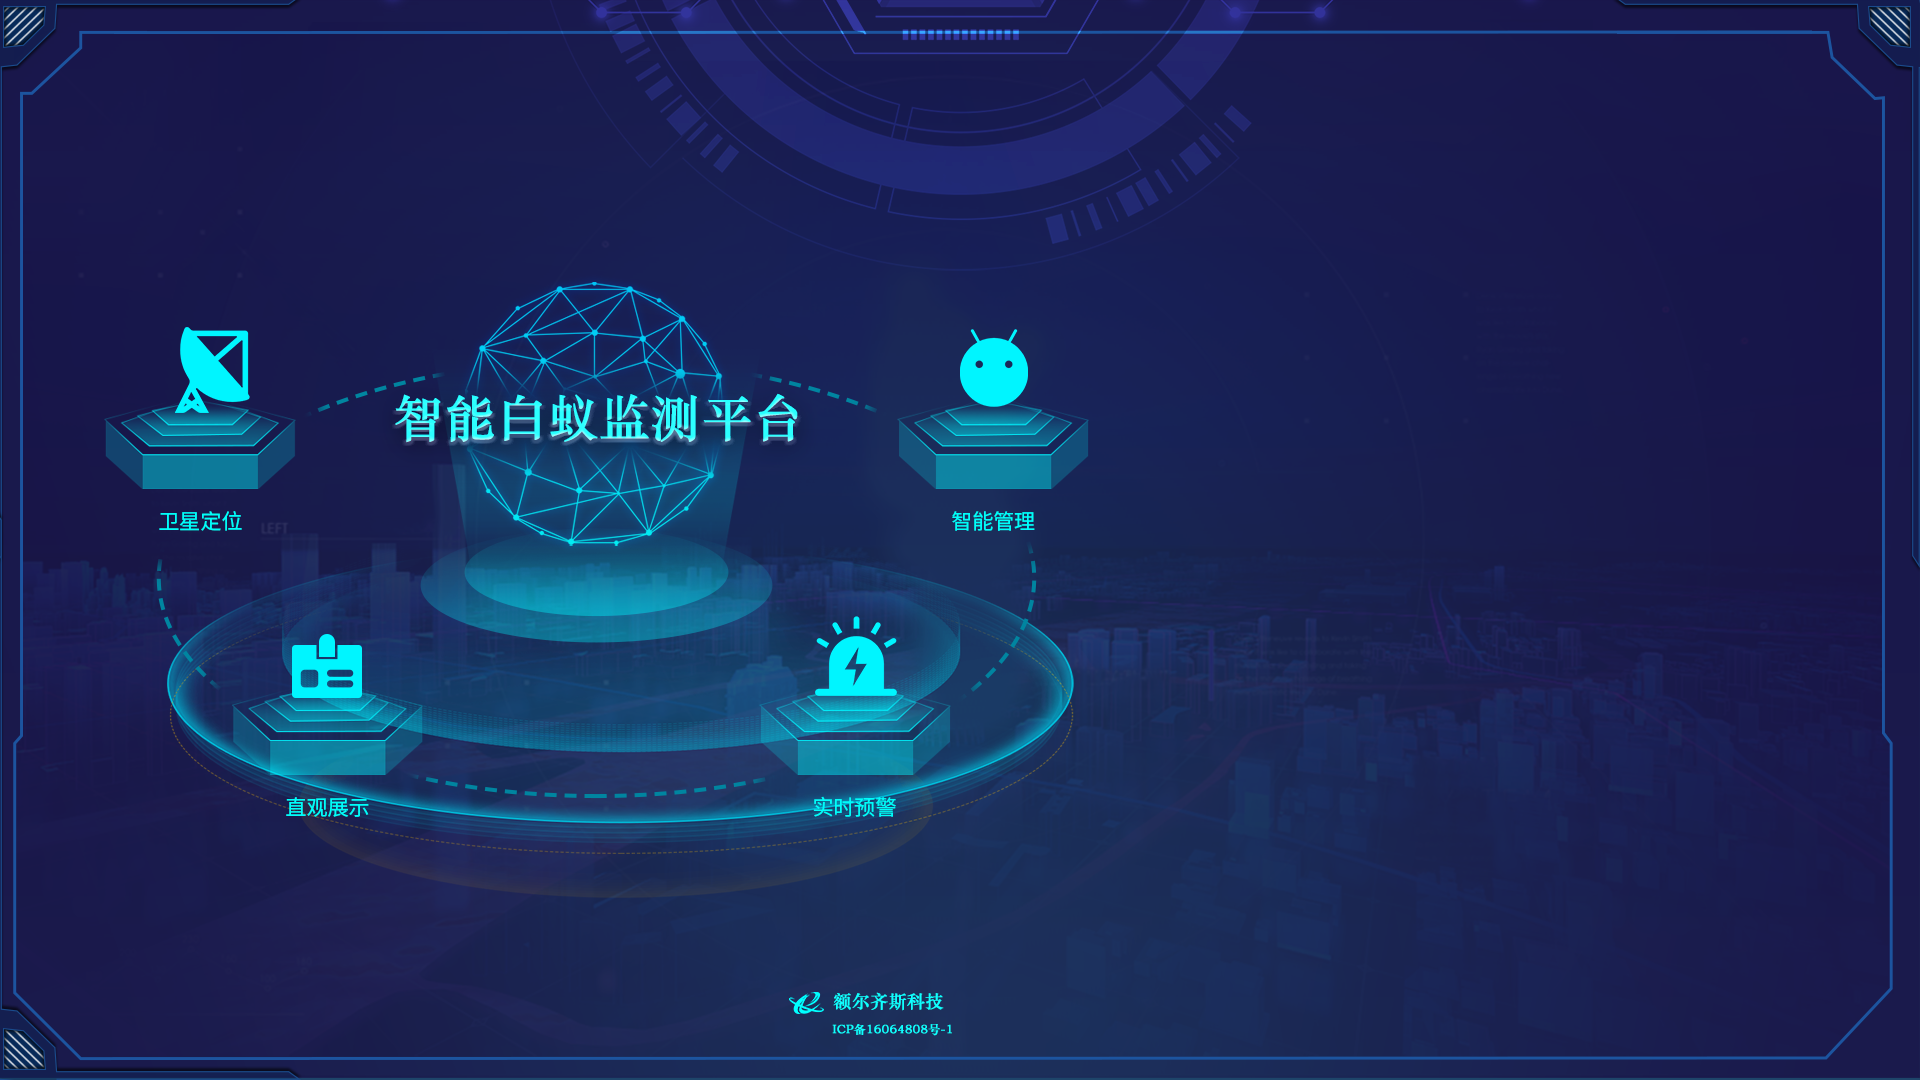 智能白蚁监测平台
卫星定位
智能管理
LEFT
直观展示
实时预警
额尔齐斯科技
ICP备16064808号-1